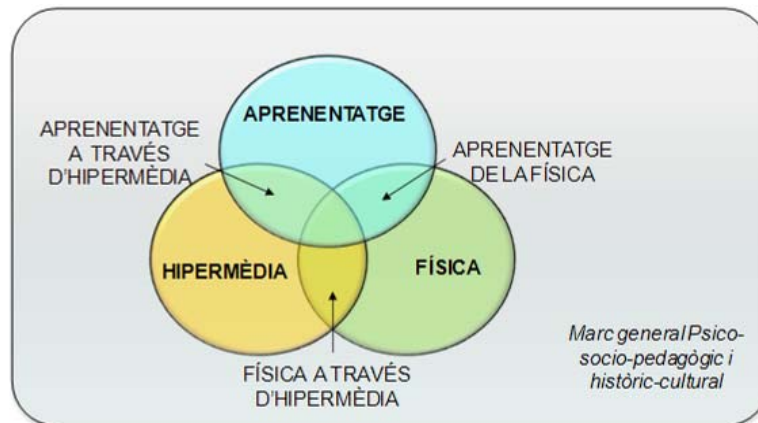 APRENENTATGE
APRENENTATGE
A TRAVÉS
D'HIPERMÈDIA
APRENENTATGE
DE LA FÍSICA
HIPERMÈDIA
FÍSICA
FÍSICA A TRAVÉS
D'HIPERMÈDIA
Marc general Psico-
socio-pedagògic i
històric-cultural